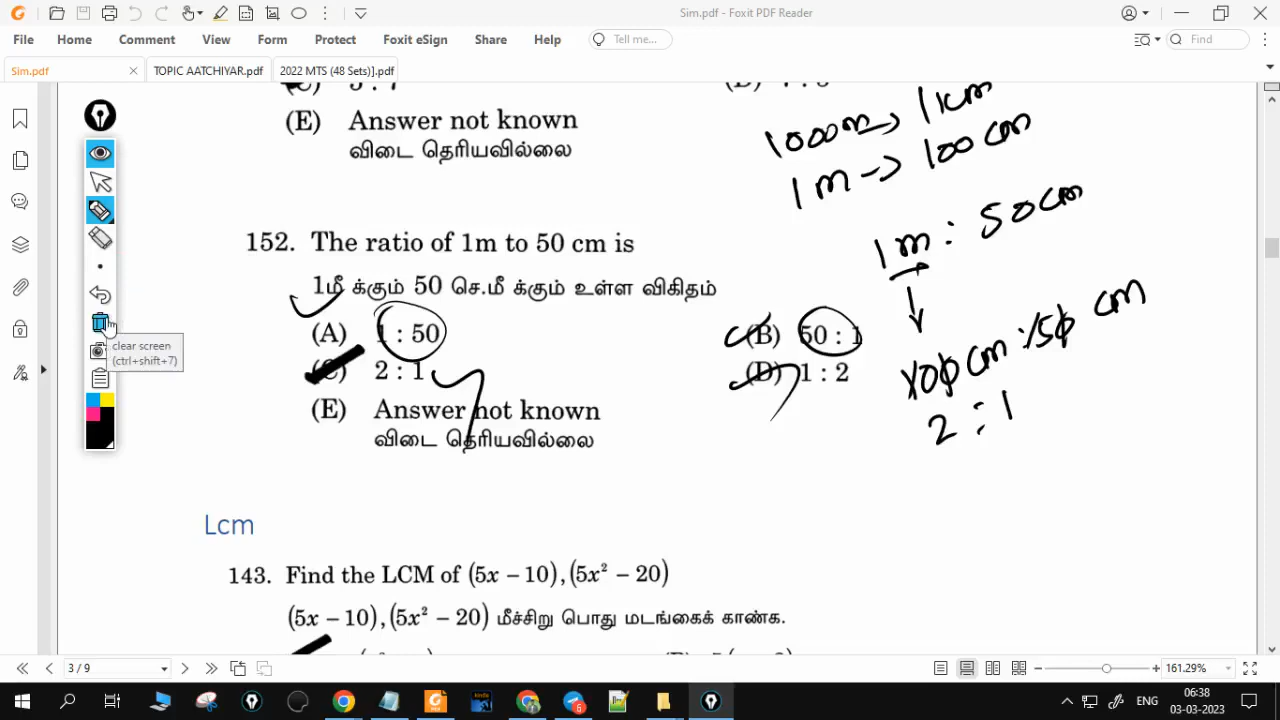 Sim.pdf - Foxit PDF Reader
File Home Comment View Form Protect Foxit eSign Share Help Tell me... Find
Sim.pdf TOPIC AATCHIYAR.pdf 2022 MTS (48 Sets)].pdf
(E) Answer not known
விடை தெரியவில்லை
1000m → 1km
1m → 100cm
152. The ratio of 1m to 50 cm is
1m : 50cm
1மீ க்கும் 50 செ.மீ க்கும் உள்ள விகிதம்
(A) 1 : 50 (B) 50 : 1
(C) 2 : 1 (D) 1 : 2
100 cm : 50 cm
2 : 1
(E) Answer not known
விடை தெரியவில்லை
clear screen
(ctrl+shift+7)
Lcm
143. Find the LCM of (5x – 10), (5x² – 20)
(5x – 10), (5x² – 20) மீச்சிறு பொது மடங்கைக் காண்க.
3 / 9 161.29%
kindle 6 ENG 06:38
03-03-2023